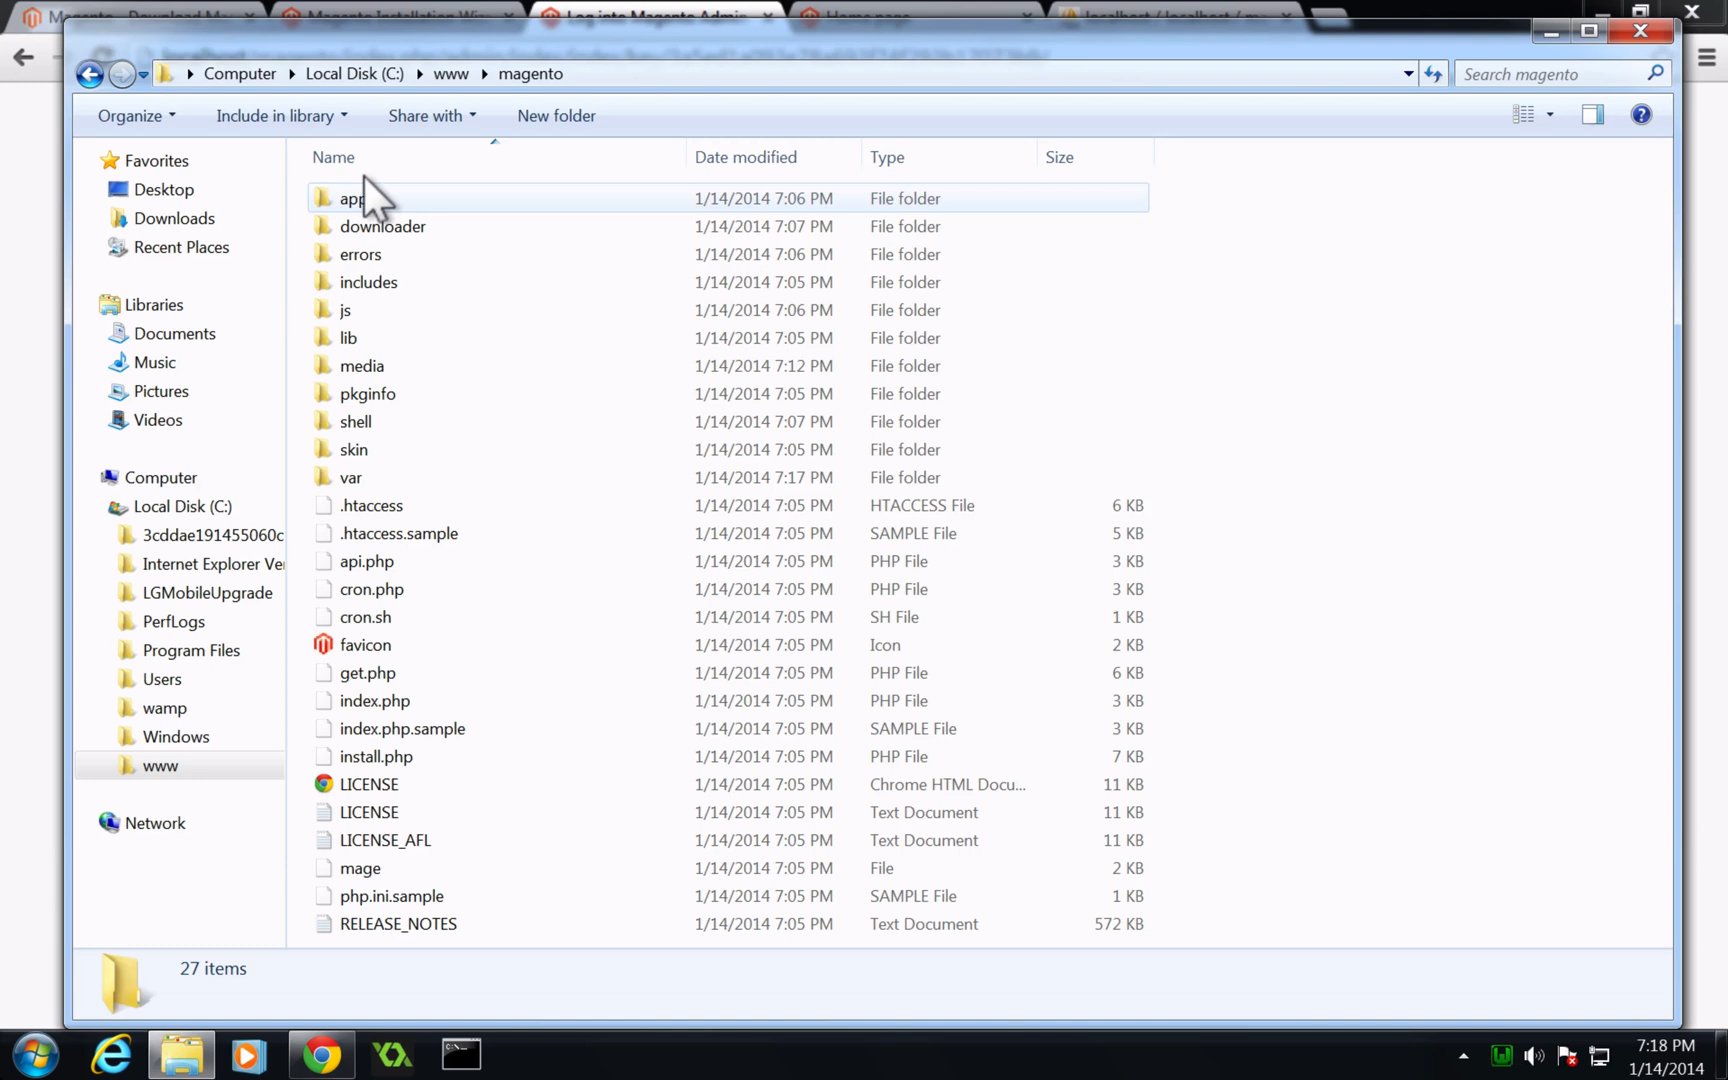 Magento - Download Ma
Magento Installation Wi
Log into Magento Admin
Home page
localhost / localhost / m
Computer
Local Disk (C:)
www
magento
Search magento
Organize
Include in library
Share with
New folder
Name
Date modified
Type
Size
Favorites
Desktop
Downloads
Recent Places
Libraries
Documents
Music
Pictures
Videos
Computer
Local Disk (C:)
3cddae191455060c
Internet Explorer Ver
LGMobileUpgrade
PerfLogs
Program Files
Users
wamp
Windows
www
Network
app 1/14/2014 7:06 PM File folder
downloader 1/14/2014 7:07 PM File folder
errors 1/14/2014 7:06 PM File folder
includes 1/14/2014 7:05 PM File folder
js 1/14/2014 7:06 PM File folder
lib 1/14/2014 7:05 PM File folder
media 1/14/2014 7:12 PM File folder
pkginfo 1/14/2014 7:05 PM File folder
shell 1/14/2014 7:07 PM File folder
skin 1/14/2014 7:05 PM File folder
var 1/14/2014 7:17 PM File folder
.htaccess 1/14/2014 7:05 PM HTACCESS File 6 KB
.htaccess.sample 1/14/2014 7:05 PM SAMPLE File 5 KB
api.php 1/14/2014 7:05 PM PHP File 3 KB
cron.php 1/14/2014 7:05 PM PHP File 3 KB
cron.sh 1/14/2014 7:05 PM SH File 1 KB
favicon 1/14/2014 7:05 PM Icon 2 KB
get.php 1/14/2014 7:05 PM PHP File 6 KB
index.php 1/14/2014 7:05 PM PHP File 3 KB
index.php.sample 1/14/2014 7:05 PM SAMPLE File 3 KB
install.php 1/14/2014 7:05 PM PHP File 7 KB
LICENSE 1/14/2014 7:05 PM Chrome HTML Docu... 11 KB
LICENSE 1/14/2014 7:05 PM Text Document 11 KB
LICENSE_AFL 1/14/2014 7:05 PM Text Document 11 KB
mage 1/14/2014 7:05 PM File 2 KB
php.ini.sample 1/14/2014 7:05 PM SAMPLE File 1 KB
RELEASE_NOTES 1/14/2014 7:05 PM Text Document 572 KB
27 items
7:18 PM
1/14/2014